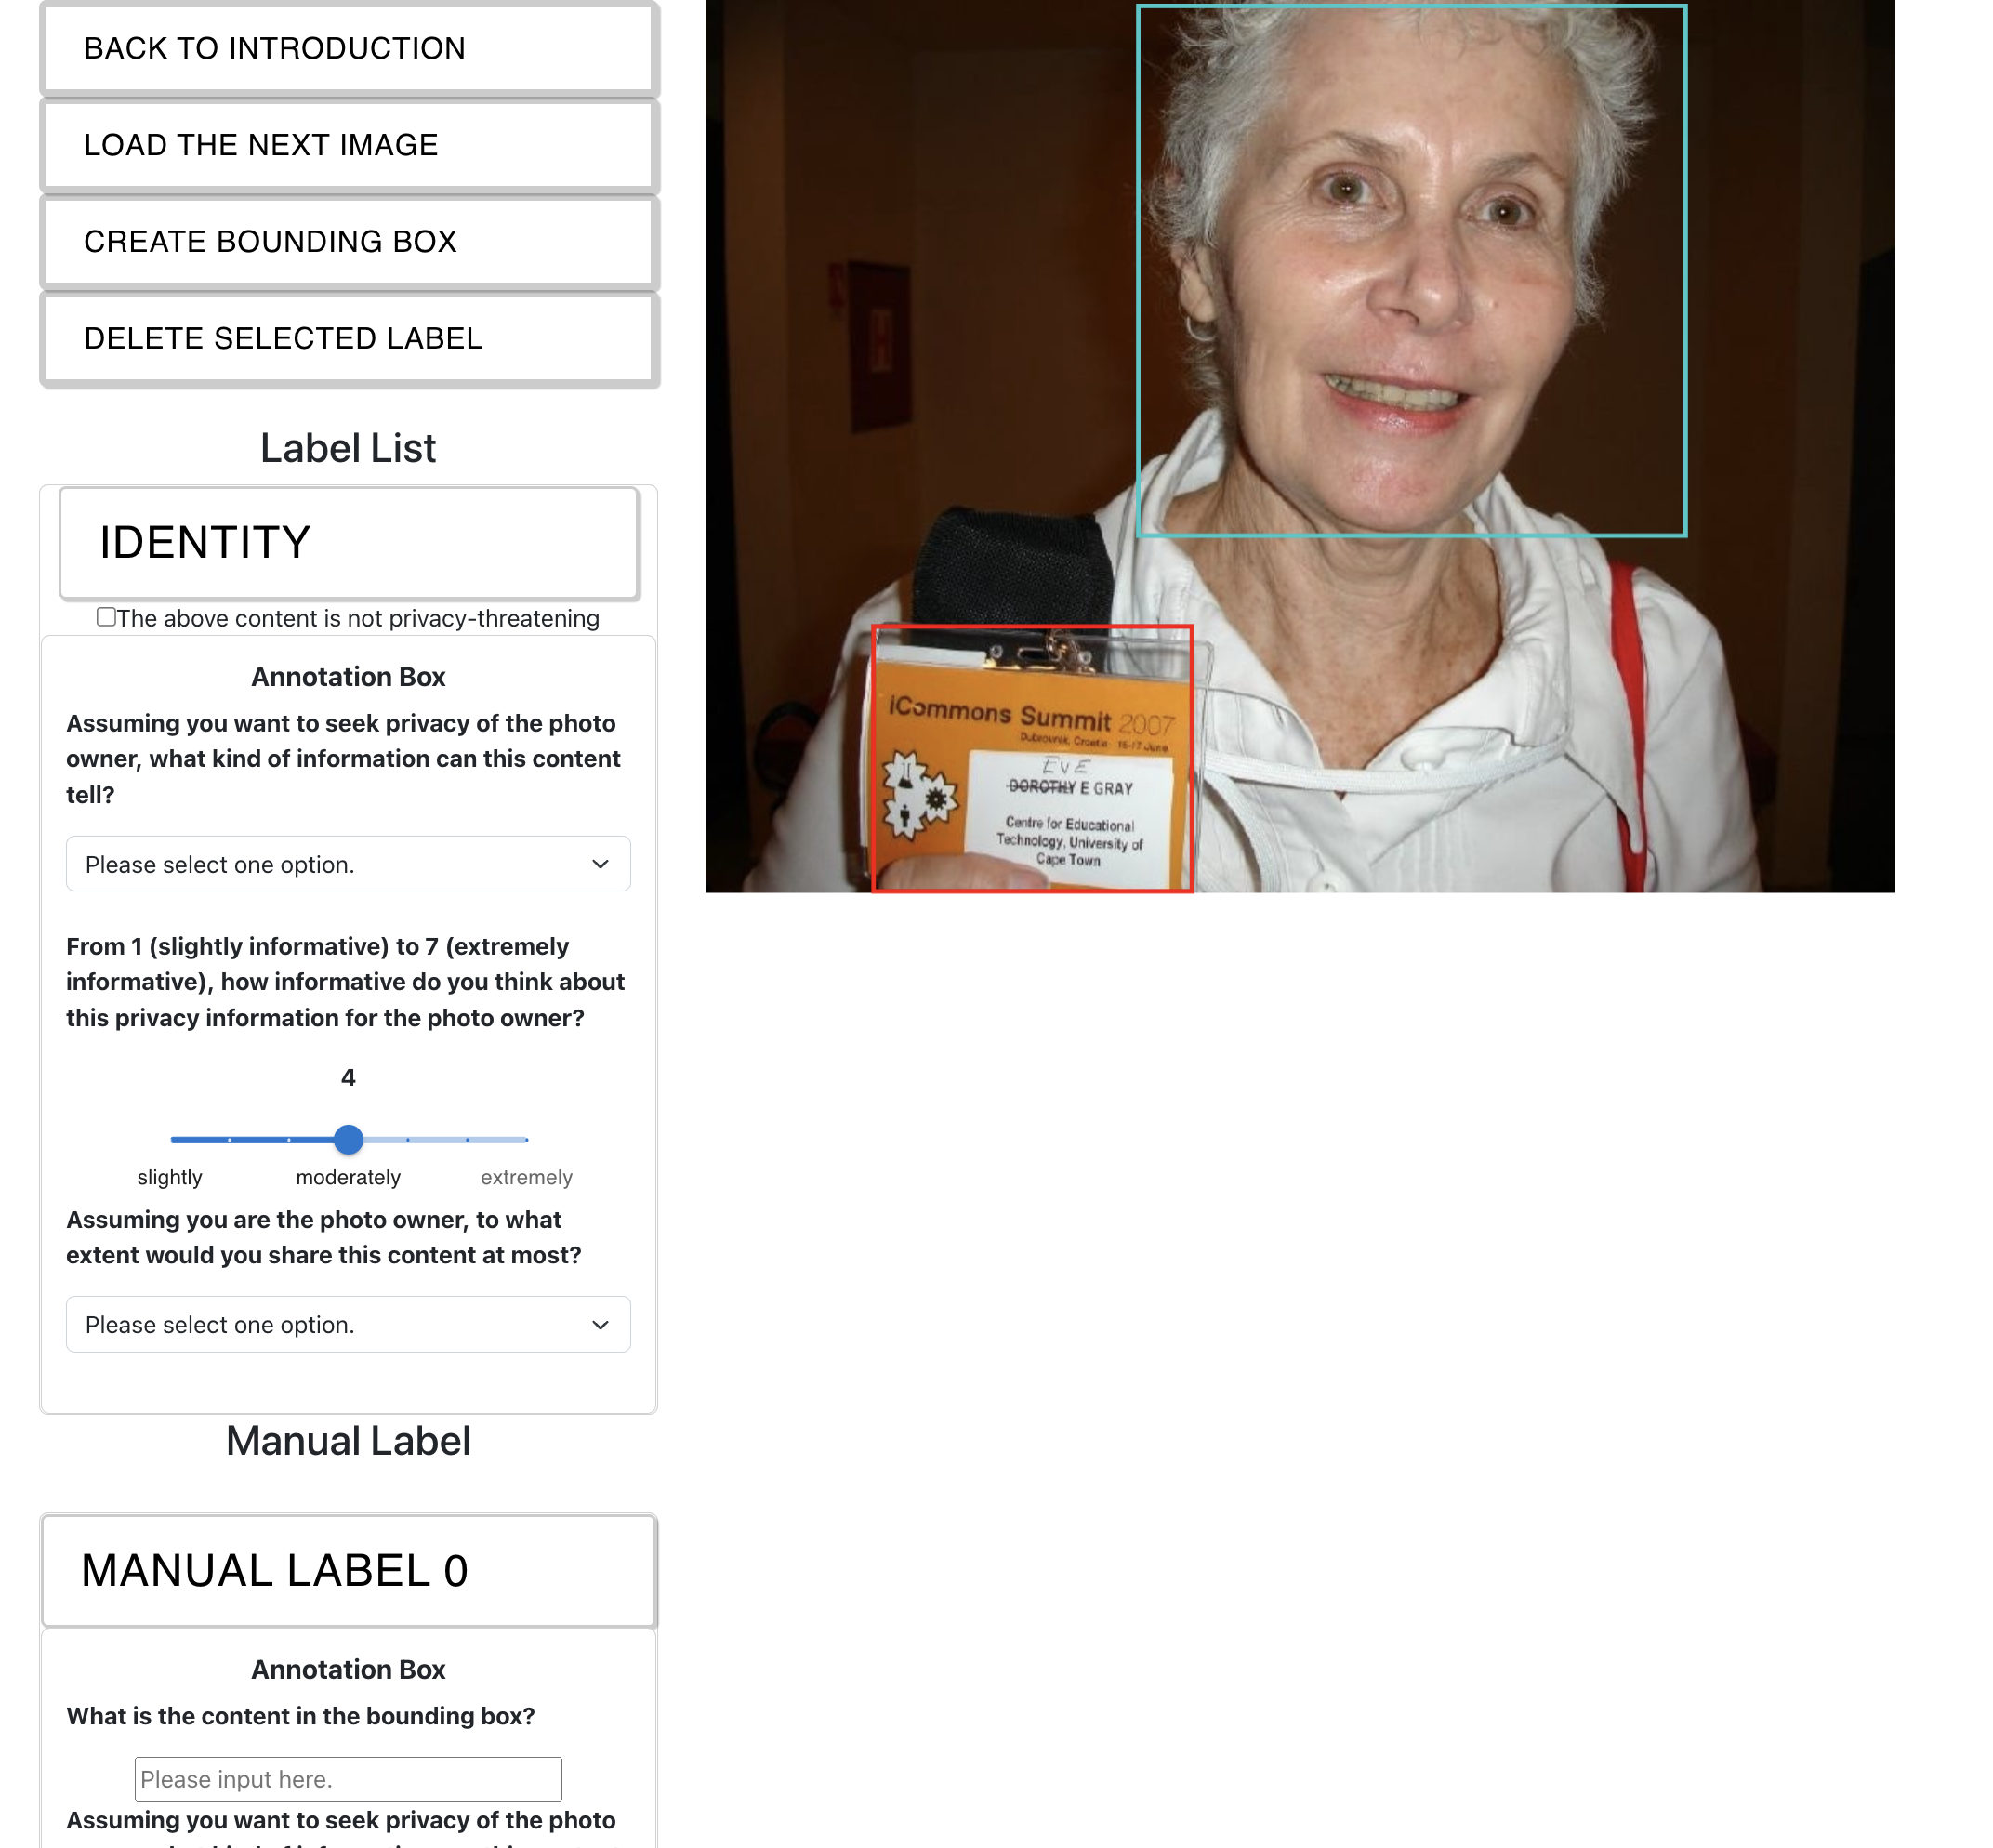 BACK TO INTRODUCTION
LOAD THE NEXT IMAGE
CREATE BOUNDING BOX
DELETE SELECTED LABEL
Label List
IDENTITY
The above content is not privacy-threatening
Annotation Box
Assuming you want to seek privacy of the photo
owner, what kind of information can this content
tell?
Please select one option.
From 1 (slightly informative) to 7 (extremely
informative), how informative do you think about
this privacy information for the photo owner?
4
slightly moderately extremely
Assuming you are the photo owner, to what
extent would you share this content at most?
Please select one option.
Manual Label
MANUAL LABEL 0
Annotation Box
What is the content in the bounding box?
Please input here.
Assuming you want to seek privacy of the photo
iCommons Summit 2007
Dubrovnik, Croatia 15-17 June
EVE
DOROTHY E GRAY
Centre for Educational
Technology, University of
Cape Town